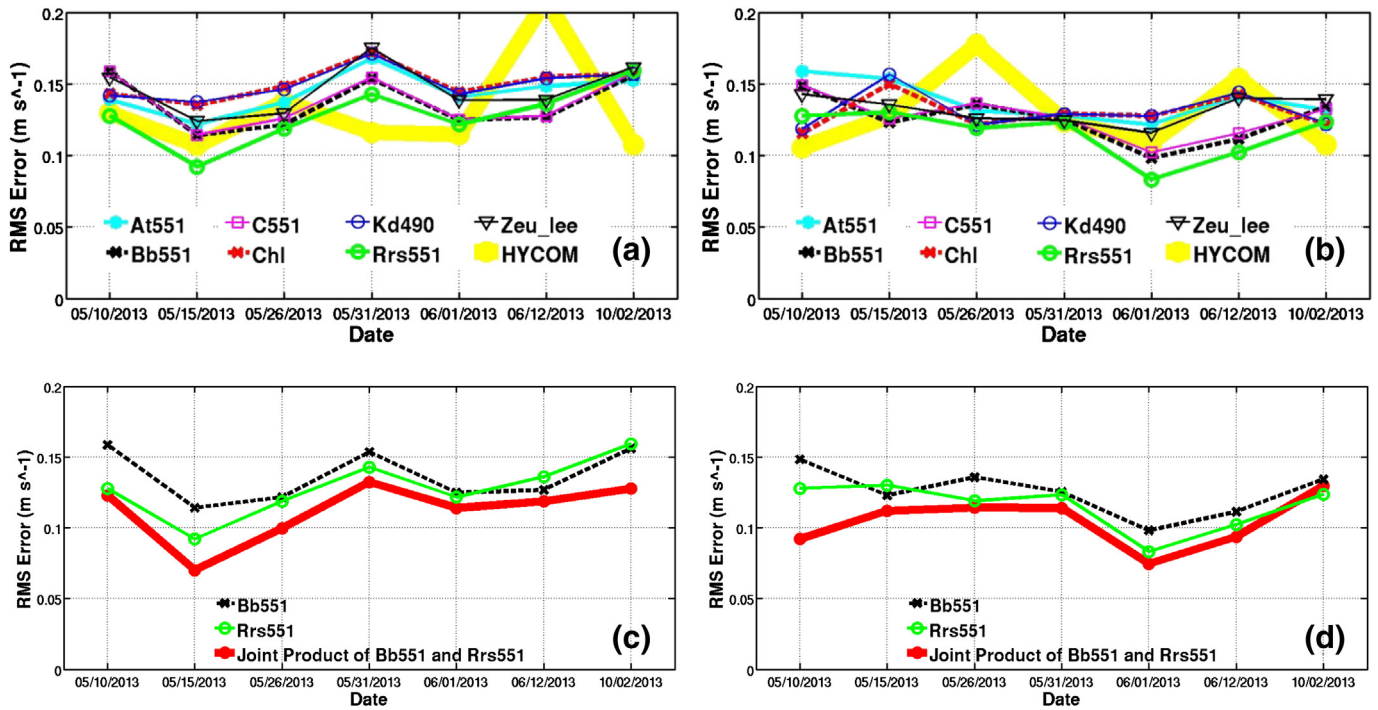 0.2
0.15
0.1
0.05
0
RMS Error (m s^-1)
At551
C551
Kd490
Zeu_lee
Bb551
Chl
Rrs551
HYCOM
(a)
05/10/2013 05/15/2013 05/26/2013 05/31/2013 06/01/2013 06/12/2013 10/02/2013
Date
0.2
0.15
0.1
0.05
0
RMS Error (m s^-1)
At551
C551
Kd490
Zeu_lee
Bb551
Chl
Rrs551
HYCOM
(b)
05/10/2013 05/15/2013 05/26/2013 05/31/2013 06/01/2013 06/12/2013 10/02/2013
Date
0.2
0.15
0.1
0.05
0
RMS Error (m s^-1)
Bb551
Rrs551
Joint Product of Bb551 and Rrs551
(c)
05/10/2013 05/15/2013 05/26/2013 05/31/2013 06/01/2013 06/12/2013 10/02/2013
Date
0.2
0.15
0.1
0.05
0
RMS Error (m s^-1)
Bb551
Rrs551
Joint Product of Bb551 and Rrs551
(d)
05/10/2013 05/15/2013 05/26/2013 05/31/2013 06/01/2013 06/12/2013 10/02/2013
Date